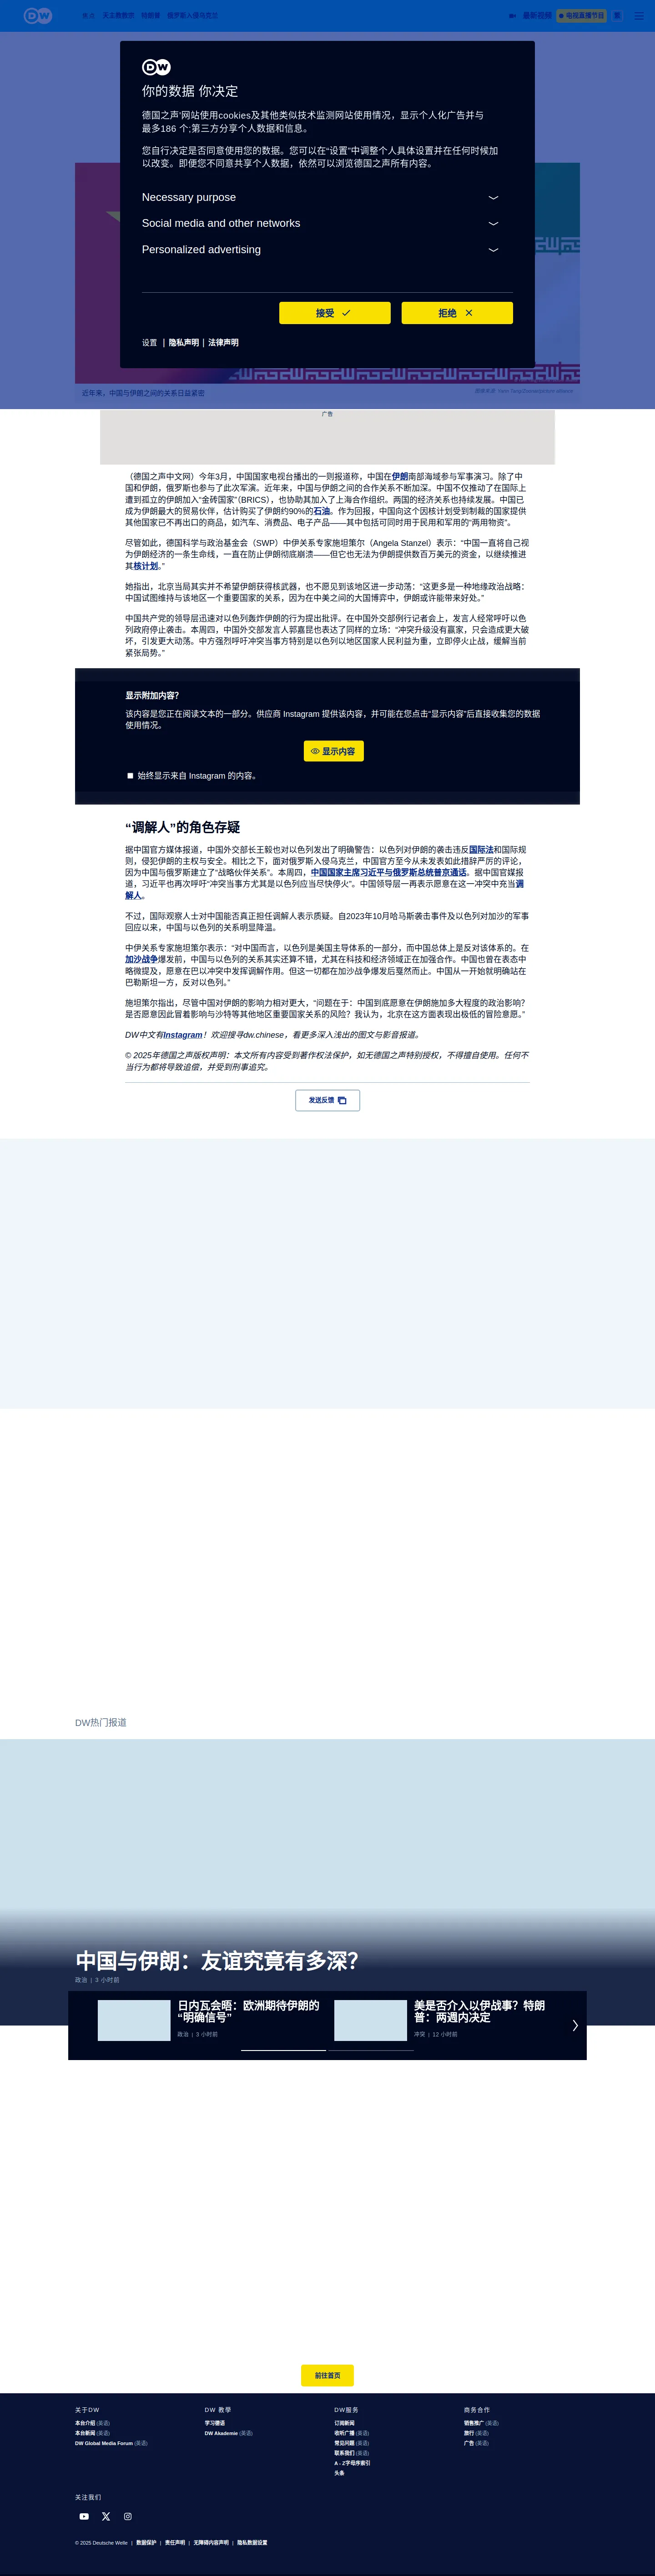 DW
焦点 天主教教宗 特朗普 俄罗斯入侵乌克兰
最新视频 电视直播节目 简
DW
你的数据 你决定
德国之声'网站使用cookies及其他类似技术监测网站使用情况，显示个人化广告并与
最多186 个;第三方分享个人数据和信息。
您自行决定是否同意使用您的数据。您可以在“设置”中调整个人具体设置并在任何时候加
以改变。即便您不同意共享个人数据，依然可以浏览德国之声所有内容。
Necessary purpose
Social media and other networks
Personalized advertising
接受 拒绝
设置 | 隐私声明 | 法律声明
近年来，中国与伊朗之间的关系日益紧密
广告
（德国之声中文网）今年3月，中国国家电视台播出的一则报道称，中国在伊朗南部海域参与军事演习。除了中
国和伊朗，俄罗斯也参与了此次军演。近年来，中国与伊朗之间的合作关系不断加深。中国不仅推动了在国际上
遭到孤立的伊朗加入“金砖国家”（BRICS），也协助其加入了上海合作组织。两国的经济关系也持续发展。中国已
成为伊朗最大的贸易伙伴，估计购买了伊朗约90%的石油。作为回报，中国向这个因核计划受到制裁的国家提供
其他国家已不再出口的商品，如汽车、消费品、电子产品——其中包括可同时用于民用和军用的“两用物资”。
尽管如此，德国科学与政治基金会（SWP）中伊关系专家施坦策尔（Angela Stanzel）表示：“中国一直将自己视
为伊朗经济的一条生命线，一直在防止伊朗彻底崩溃——但它也无法为伊朗提供数百万美元的资金，以继续推进
其核计划。”
她指出，北京当局其实并不希望伊朗获得核武器，也不愿见到该地区进一步动荡：“这更多是一种地缘政治战略：
中国试图维持与该地区一个重要国家的关系，因为在中美之间的大国博弈中，伊朗或许能带来好处。”
中国共产党的领导层迅速对以色列轰炸伊朗的行为提出批评。在中国外交部例行记者会上，发言人经常呼吁以色
列政府停止袭击。本周四，中国外交部发言人郭嘉昆也表达了同样的立场：“冲突升级没有赢家，只会造成更大破
坏，引发更大动荡。中方强烈呼吁冲突当事方特别是以色列以地区国家人民利益为重，立即停火止战，缓解当前
紧张局势。”
显示附加内容？
该内容是您正在阅读文本的一部分。供应商 Instagram 提供该内容，并可能在您点击“显示内容”后直接收集您的数据
使用情况。
显示内容
始终显示来自 Instagram 的内容。
“调解人”的角色存疑
据中国官方媒体报道，中国外交部长王毅也对以色列发出了明确警告：以色列对伊朗的袭击违反国际法和国际规
则，侵犯伊朗的主权与安全。相比之下，面对俄罗斯入侵乌克兰，中国官方至今从未发表如此措辞严厉的评论，
因为中国与俄罗斯建立了“战略伙伴关系”。本周四，中国国家主席习近平与俄罗斯总统普京通话。据中国官媒报
道，习近平也再次呼吁“冲突当事方尤其是以色列应当尽快停火”。中国领导层一再表示愿意在这一冲突中充当调
解人。
不过，国际观察人士对中国能否真正担任调解人表示质疑。自2023年10月哈马斯袭击事件及以色列对加沙的军事
回应以来，中国与以色列的关系明显降温。
中伊关系专家施坦策尔表示：“对中国而言，以色列是美国主导体系的一部分，而中国总体上是反对该体系的。在
加沙战争爆发前，中国与以色列的关系其实还算不错，尤其在科技和经济领域正在加强合作。中国也曾在表态中
略微提及，愿意在巴以冲突中发挥调解作用。但这一切都在加沙战争爆发后戛然而止。中国从一开始就明确站在
巴勒斯坦一方，反对以色列。”
施坦策尔指出，尽管中国对伊朗的影响力相对更大，“问题在于：中国到底愿意在伊朗施加多大程度的政治影响？
是否愿意因此冒着影响与沙特等其他地区重要国家关系的风险？我认为，北京在这方面表现出极低的冒险意愿。”
DW中文有Instagram！欢迎搜寻dw.chinese，看更多深入浅出的图文与影音报道。
© 2025年德国之声版权声明：本文所有内容受到著作权法保护，如无德国之声特别授权，不得擅自使用。任何不
当行为都将导致追偿，并受到刑事追究。
发送反馈
DW热门报道
中国与伊朗：友谊究竟有多深？
政治 | 3 小时前
日内瓦会晤：欧洲期待伊朗的
“明确信号”
政治 | 3 小时前
美是否介入以伊战事？特朗
普：两週内决定
冲突 | 12 小时前
前往首页
关于DW
本台介绍 (英语)
本台新闻 (英语)
DW Global Media Forum (英语)
DW 教學
学习德语
DW Akademie (英语)
DW服务
订阅新闻
收听广播 (英语)
常见问题 (英语)
联系我们 (英语)
A - Z字母序索引
头条
商务合作
销售推广 (英语)
旅行 (英语)
广告 (英语)
关注我们
© 2025 Deutsche Welle | 数据保护 | 责任声明 | 无障碍内容声明 | 隐私数据设置